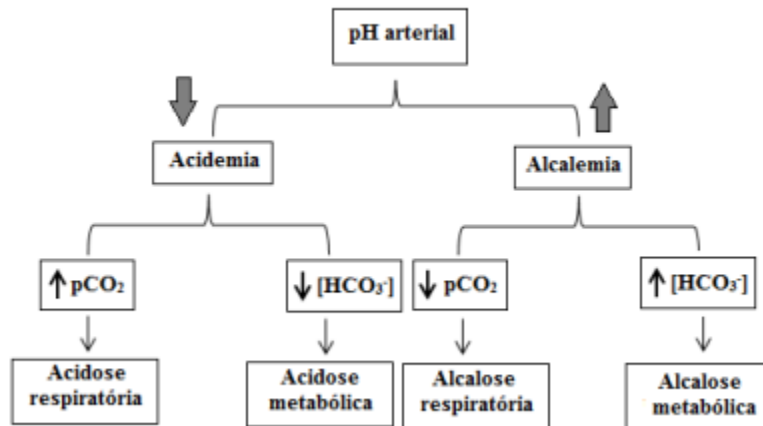 pH arterial
Acidemia
Alcalemia
↑ pCO₂
↓ [HCO₃⁻]
↓ pCO₂
↑ [HCO₃⁻]
Acidose
respiratória
Acidose
metabólica
Alcalose
respiratória
Alcalose
metabólica